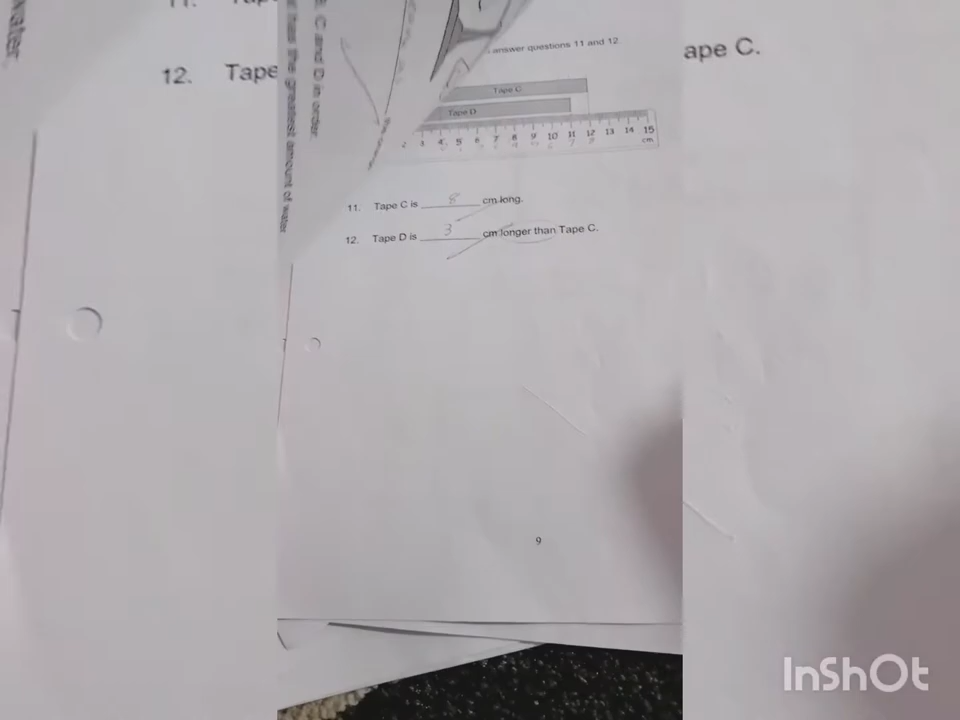 water.
11.
12. Tape
ape C.
B, C and D in order.
has the greatest amount of water
answer questions 11 and 12.
Tape C
Tape D
2 3 4 5 6 7 8 9 10 11 12 13 14 15
cm
11. Tape C is 8 cm long.
12. Tape D is 3 cm longer than Tape C.
9
InShOt